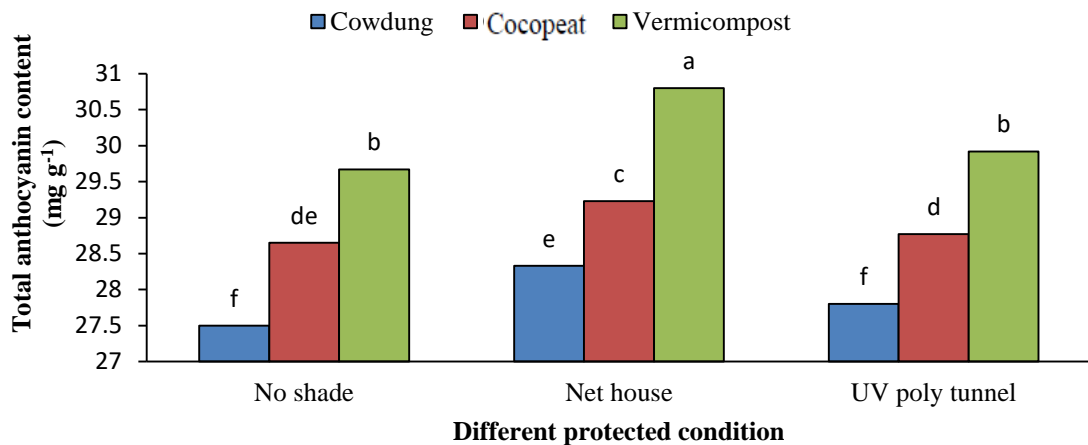 Cowdung Cocopeat Vermicompost
Total anthocyanin content
(mg g⁻¹)
31
30.5
30
29.5
29
28.5
28
27.5
27
f de b
e c a
f d b
No shade Net house UV poly tunnel
Different protected condition